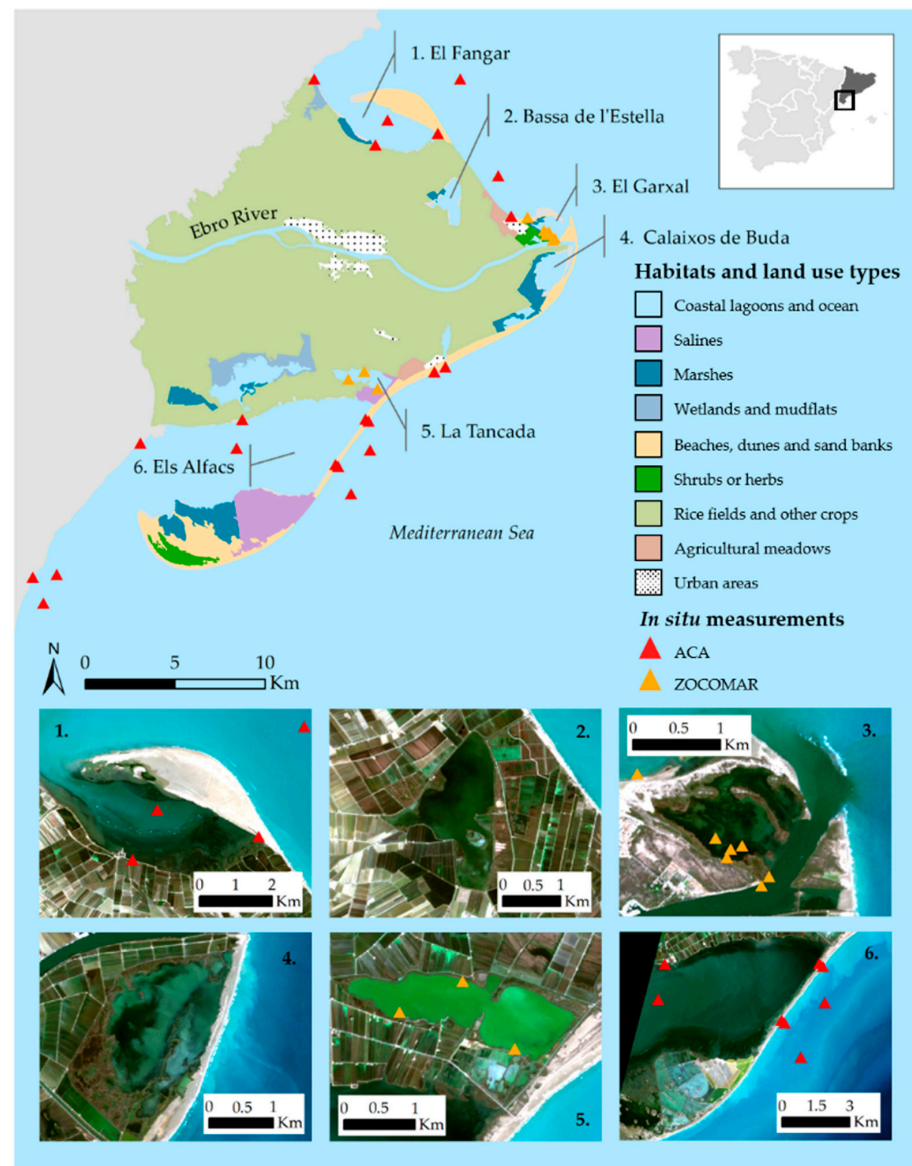 1. El Fangar
2. Bassa de l'Estella
3. El Garxal
4. Calaixos de Buda
Ebro River
5. La Tancada
6. Els Alfacs
Mediterranean Sea
Habitats and land use types
Coastal lagoons and ocean
Salines
Marshes
Wetlands and mudflats
Beaches, dunes and sand banks
Shrubs or herbs
Rice fields and other crops
Agricultural meadows
Urban areas
In situ measurements
ACA
ZOCOMAR
N
0 5 10
Km
1.
0 1 2
Km
2.
0 0.5 1
Km
3.
0 0.5 1
Km
4.
0 0.5 1
Km
5.
0 0.5 1
Km
6.
0 1.5 3
Km